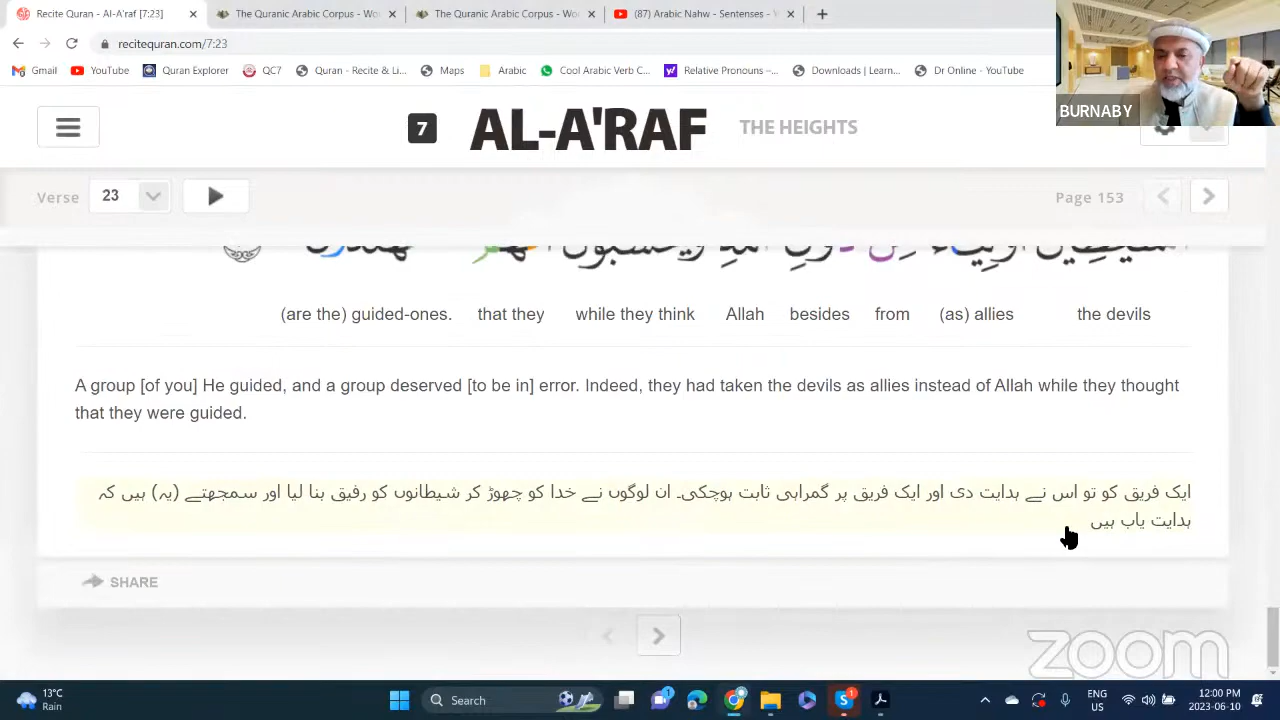 Recite Quran - Al-A'raf [7:23]
The Quranic Arabic Corpus - Wo
The Quranic Arabic Corpus - Wo
(87) Arabic Nahw - Sentences -
recitequran.com/7:23
Gmail
YouTube
Quran Explorer
QC7
Quran - Recite & Li...
Maps
Arabic
Cool Arabic Verb C...
Relative Pronouns –...
Downloads | Learn...
Dr Online - YouTube
BURNABY
7 AL-A'RAF THE HEIGHTS
Verse 23
Page 153
(are the) guided-ones. that they while they think Allah besides from (as) allies the devils
A group [of you] He guided, and a group deserved [to be in] error. Indeed, they had taken the devils as allies instead of Allah while they thought
that they were guided.
ایک فریق کو تو اس نے ہدایت دی اور ایک فریق پر گمراہی ثابت ہوچکی۔ ان لوگوں نے خدا کو چھوڑ کر شیطانوں کو رفیق بنا لیا اور سمجھتے (یہ) ہیں کہ
ہدایت یاب ہیں
SHARE
zoom
13°C
Rain
Search
1
1
ENG
US
12:00 PM
2023-06-10